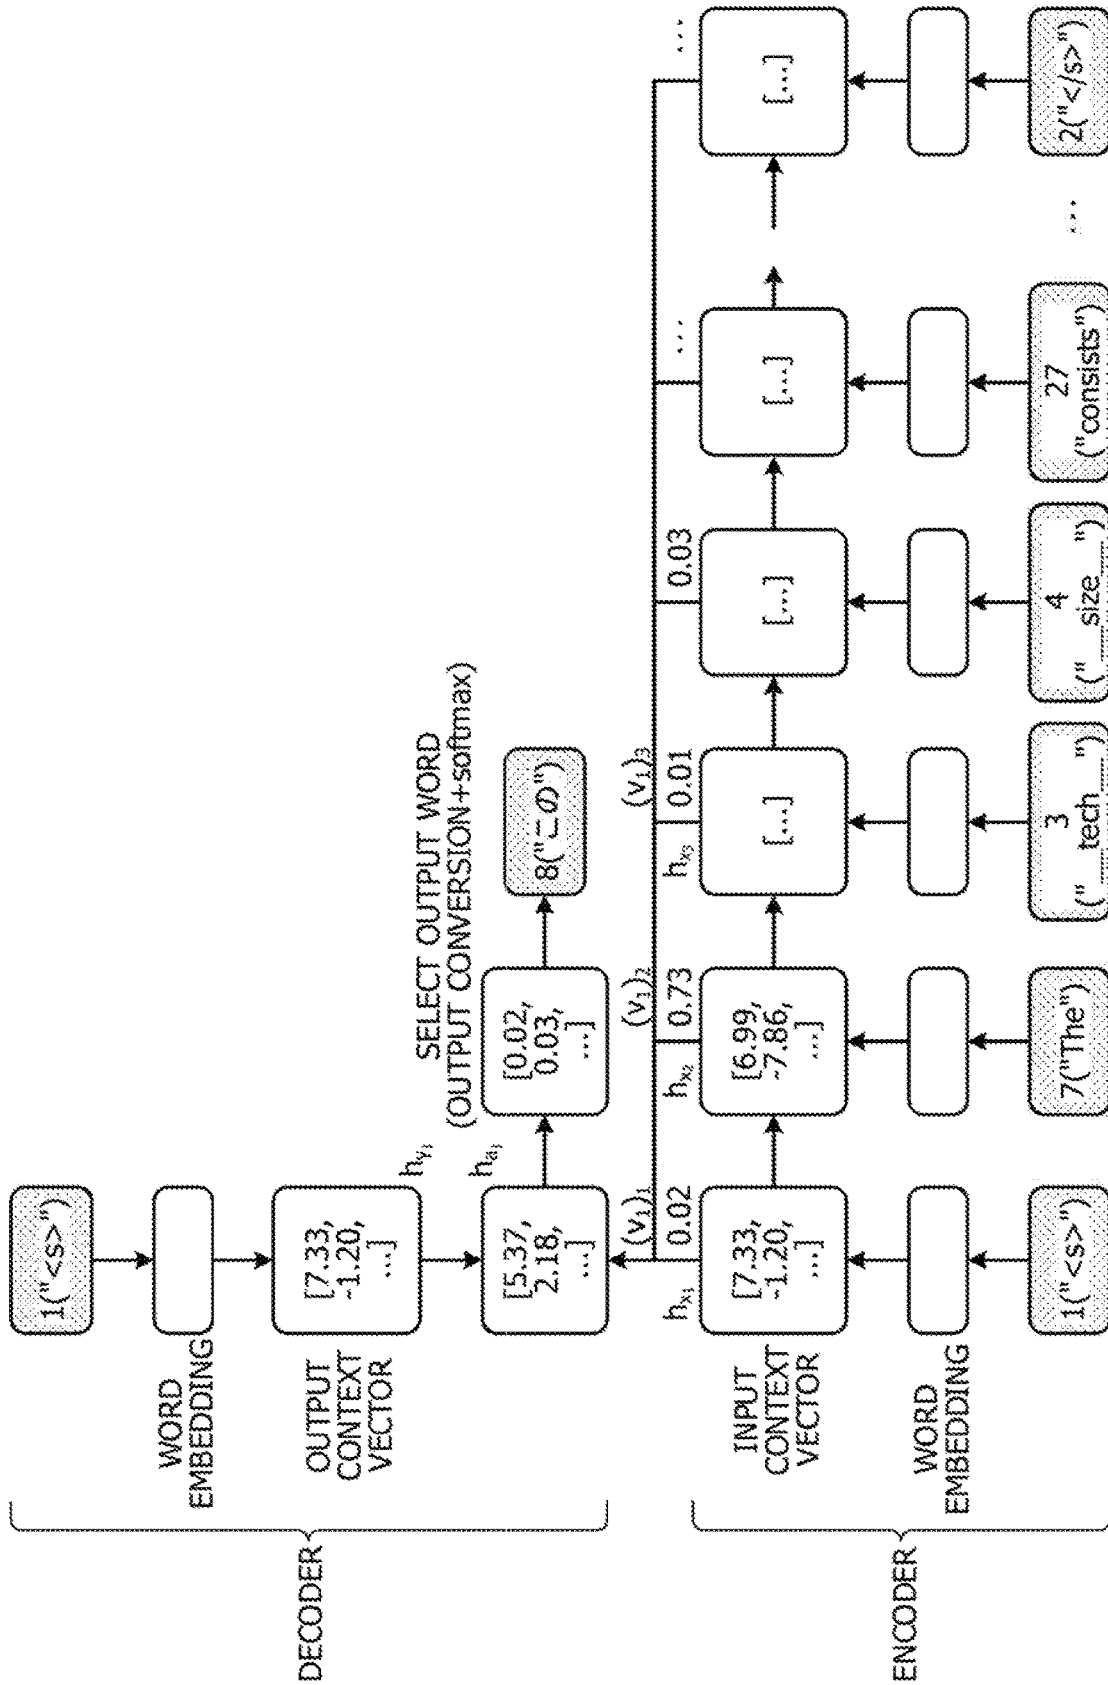 DECODER
1("<s>")
WORD
EMBEDDING
OUTPUT
CONTEXT
VECTOR
[7.33,
-1.20,
...]
h_y₁
SELECT OUTPUT WORD
(OUTPUT CONVERSION+softmax)
h_a₁
[5.37,
2.18,
...]
[0.02,
0.03,
...]
8("この")
ENCODER
(v₁)₁
(v₁)₂
(v₁)₃
h_x₁ 0.02
h_x₂ 0.73
h_x₃ 0.01
0.03
...
...
INPUT
CONTEXT
VECTOR
[7.33,
-1.20,
...]
[6.99,
-7.86,
...]
[...]
[...]
[...]
[...]
WORD
EMBEDDING
1("<s>")
7("The")
3
("__tech__")
4
("__size__")
27
("consists")
...
2("</s>")